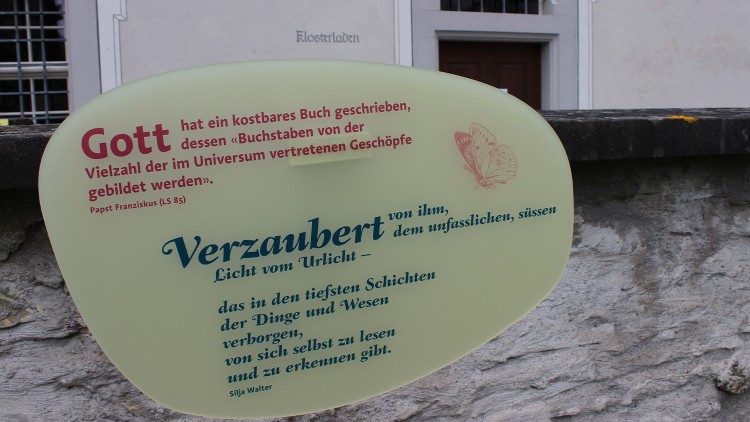 Klosterladen
Gott hat ein kostbares Buch geschrieben,
dessen «Buchstaben von der
Vielzahl der im Universum vertretenen Geschöpfe
gebildet werden».
Papst Franziskus (LS 85)
Verzaubert von ihm,
dem unfasslichen, süssen
Licht vom Urlicht –
das in den tiefsten Schichten
der Dinge und Wesen
verborgen,
von sich selbst zu lesen
und zu erkennen gibt.
Silja Walter